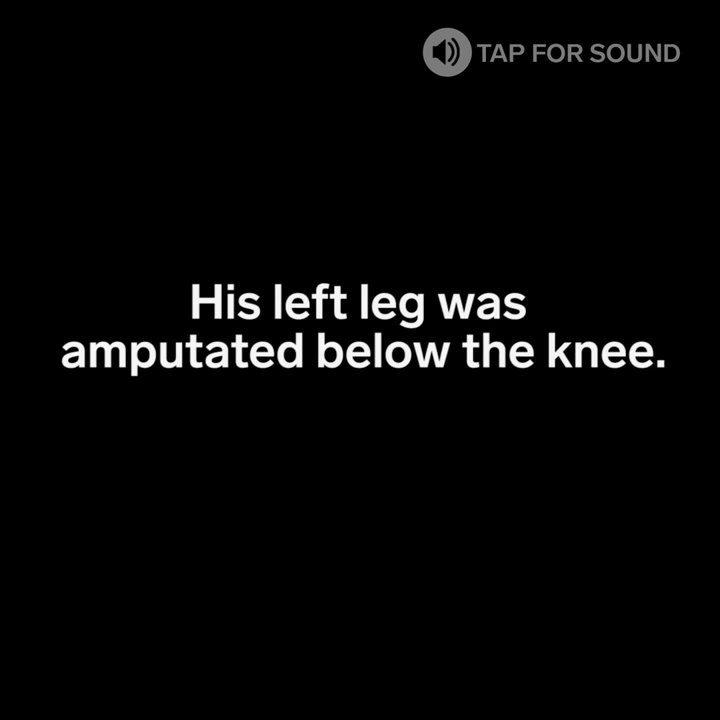 TAP FOR SOUND
His left leg was
amputated below the knee.